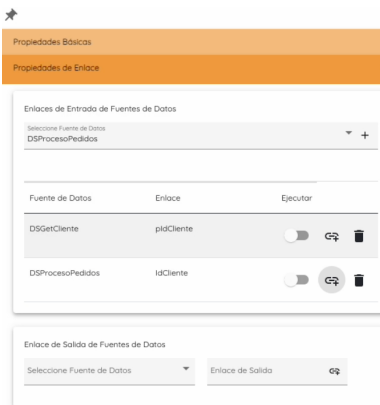 Propiedades Básicas
Propiedades de Enlace
Enlaces de Entrada de Fuentes de Datos
Seleccione Fuente de Datos
DSProcesoPedidos
Fuente de Datos Enlace Ejecutar
DSGetCliente pIdCliente
DSProcesoPedidos IdCliente
Enlace de Salida de Fuentes de Datos
Seleccione Fuente de Datos Enlace de Salida